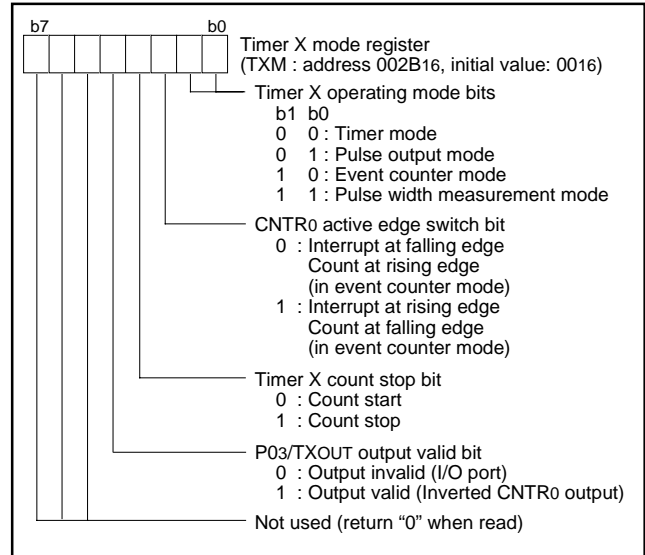 b7 b0
Timer X mode register
(TXM : address 002B16, initial value: 0016)
Timer X operating mode bits
b1 b0
0 0 : Timer mode
0 1 : Pulse output mode
1 0 : Event counter mode
1 1 : Pulse width measurement mode
CNTR0 active edge switch bit
0 : Interrupt at falling edge
Count at rising edge
(in event counter mode)
1 : Interrupt at rising edge
Count at falling edge
(in event counter mode)
Timer X count stop bit
0 : Count start
1 : Count stop
P03/TXOUT output valid bit
0 : Output invalid (I/O port)
1 : Output valid (Inverted CNTR0 output)
Not used (return “0” when read)